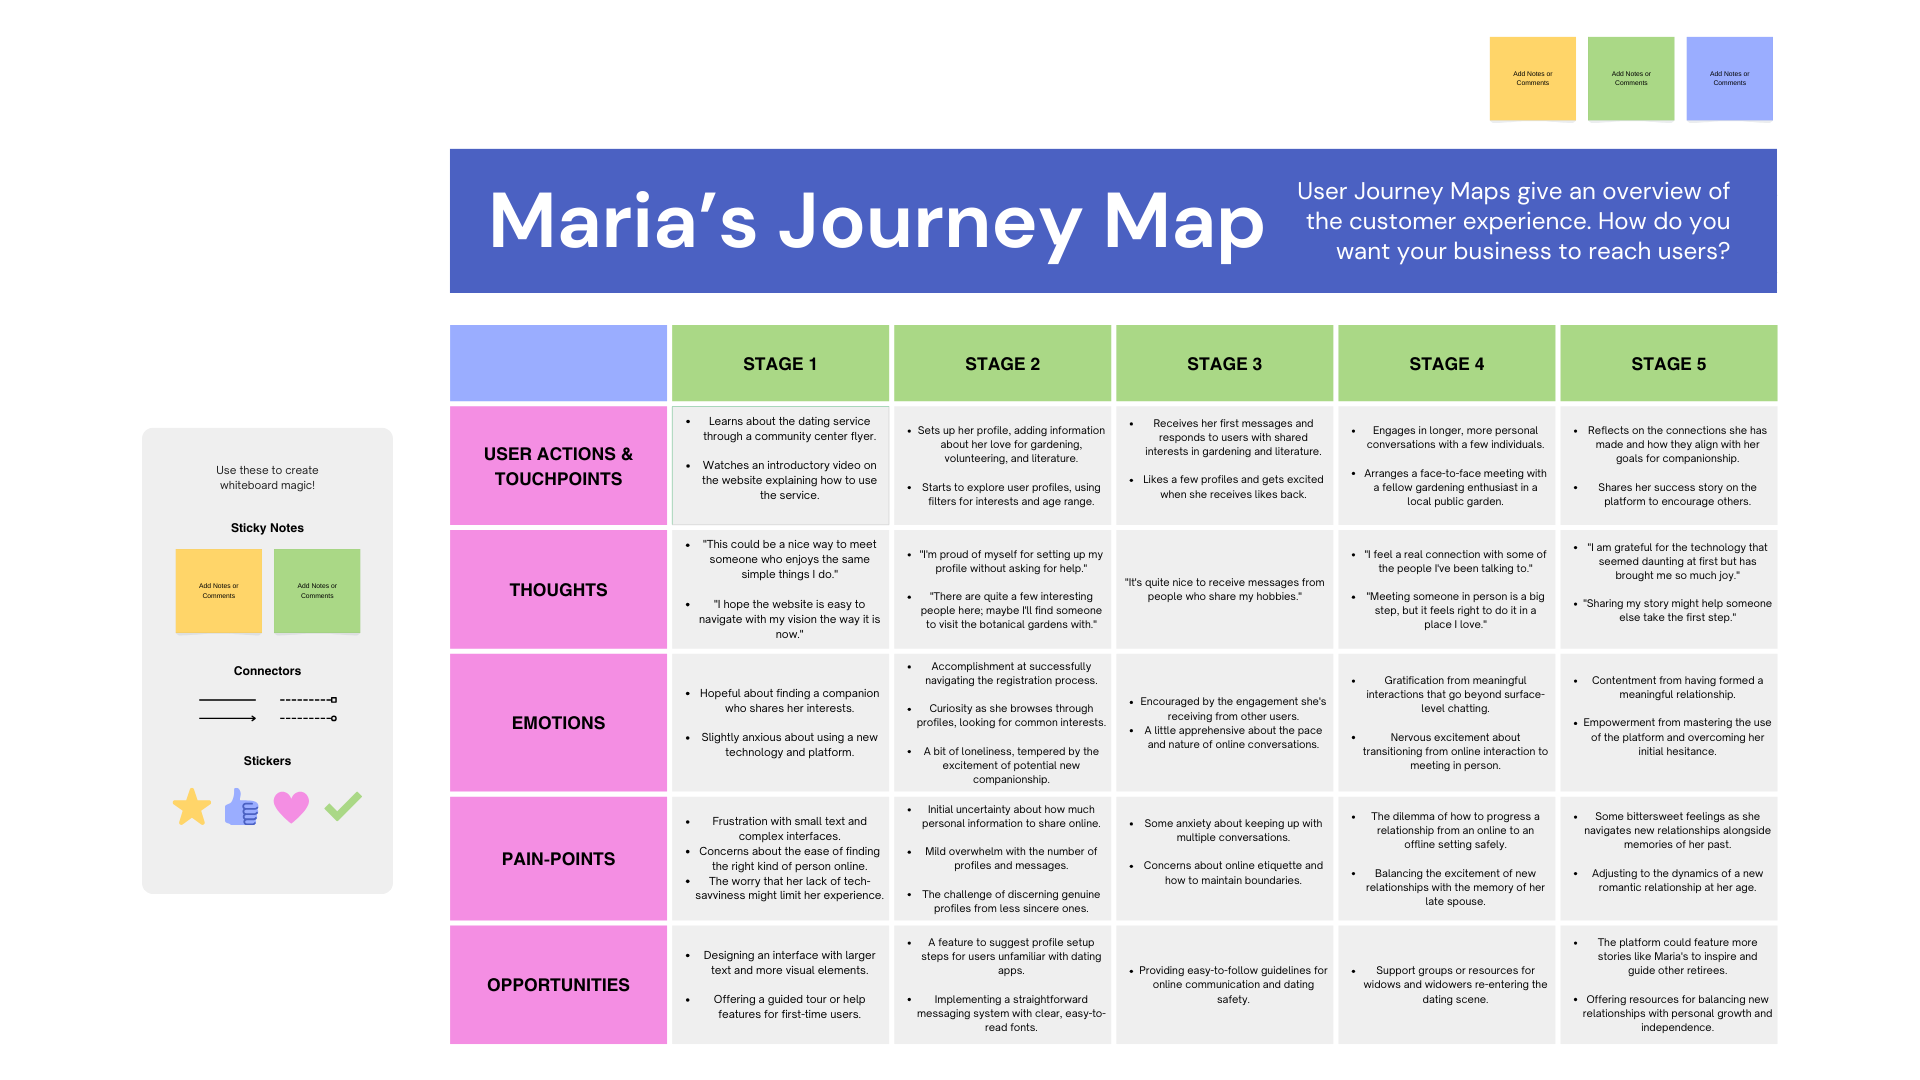 Add Notes or
Comments
Add Notes or
Comments
Add Notes or
Comments
Maria’s Journey Map
User Journey Maps give an overview of
the customer experience. How do you
want your business to reach users?
STAGE 1
STAGE 2
STAGE 3
STAGE 4
STAGE 5
USER ACTIONS &
TOUCHPOINTS
• Learns about the dating service
through a community center flyer.
• Watches an introductory video on
the website explaining how to use
the service.
• Sets up her profile, adding information
about her love for gardening,
volunteering, and literature.
• Starts to explore user profiles, using
filters for interests and age range.
• Receives her first messages and
responds to users with shared
interests in gardening and literature.
• Likes a few profiles and gets excited
when she receives likes back.
• Engages in longer, more personal
conversations with a few individuals.
• Arranges a face-to-face meeting with
a fellow gardening enthusiast in a
local public garden.
• Reflects on the connections she has
made and how they align with her
goals for companionship.
• Shares her success story on the
platform to encourage others.
THOUGHTS
• "This could be a nice way to meet
someone who enjoys the same
simple things I do."
• "I hope the website is easy to
navigate with my vision the way it is
now."
• "I'm proud of myself for setting up my
profile without asking for help."
• "There are quite a few interesting
people here; maybe I'll find someone
to visit the botanical gardens with."
"It's quite nice to receive messages from
people who share my hobbies."
• "I feel a real connection with some of
the people I've been talking to."
• "Meeting someone in person is a big
step, but it feels right to do it in a
place I love."
• "I am grateful for the technology that
seemed daunting at first but has
brought me so much joy."
• "Sharing my story might help someone
else take the first step."
EMOTIONS
• Hopeful about finding a companion
who shares her interests.
• Slightly anxious about using a new
technology and platform.
• Accomplishment at successfully
navigating the registration process.
• Curiosity as she browses through
profiles, looking for common interests.
• A bit of loneliness, tempered by the
excitement of potential new
companionship.
• Encouraged by the engagement she's
receiving from other users.
• A little apprehensive about the pace
and nature of online conversations.
• Gratification from meaningful
interactions that go beyond surface-
level chatting.
• Nervous excitement about
transitioning from online interaction to
meeting in person.
• Contentment from having formed a
meaningful relationship.
• Empowerment from mastering the use
of the platform and overcoming her
initial hesitance.
PAIN-POINTS
• Frustration with small text and
complex interfaces.
• Concerns about the ease of finding
the right kind of person online.
• The worry that her lack of tech-
savviness might limit her experience.
• Initial uncertainty about how much
personal information to share online.
• Mild overwhelm with the number of
profiles and messages.
• The challenge of discerning genuine
profiles from less sincere ones.
• Some anxiety about keeping up with
multiple conversations.
• Concerns about online etiquette and
how to maintain boundaries.
• The dilemma of how to progress a
relationship from an online to an
offline setting safely.
• Balancing the excitement of new
relationships with the memory of her
late spouse.
• Some bittersweet feelings as she
navigates new relationships alongside
memories of her past.
• Adjusting to the dynamics of a new
romantic relationship at her age.
OPPORTUNITIES
• Designing an interface with larger
text and more visual elements.
• Offering a guided tour or help
features for first-time users.
• A feature to suggest profile setup
steps for users unfamiliar with dating
apps.
• Implementing a straightforward
messaging system with clear, easy-to-
read fonts.
• Providing easy-to-follow guidelines for
online communication and dating
safety.
• Support groups or resources for
widows and widowers re-entering the
dating scene.
• The platform could feature more
stories like Maria's to inspire and
guide other retirees.
• Offering resources for balancing new
relationships with personal growth and
independence.
Use these to create
whiteboard magic!
Sticky Notes
Add Notes or
Comments
Add Notes or
Comments
Connectors
Stickers